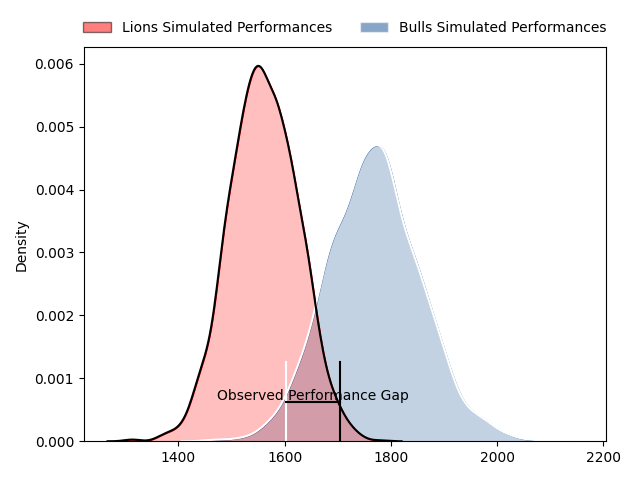 Lions Simulated Performances Bulls Simulated Performances
0.006
0.005
0.004
0.003
0.002
0.001
0.000
Density
Observed Performance Gap
1400 1600 1800 2000 2200